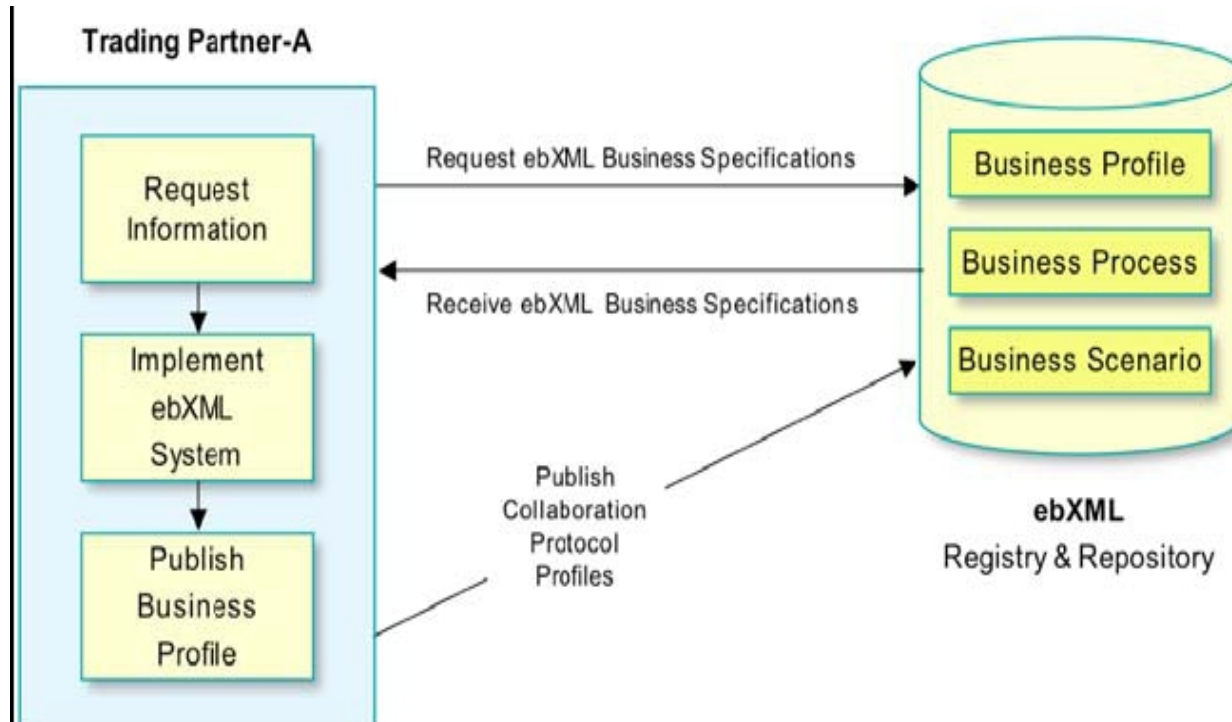 Trading Partner-A
Request
Information
Implement
ebXML
System
Publish
Business
Profile
Request ebXML Business Specifications
Receive ebXML Business Specifications
Publish
Collaboration
Protocol
Profiles
Business Profile
Business Process
Business Scenario
ebXML
Registry & Repository